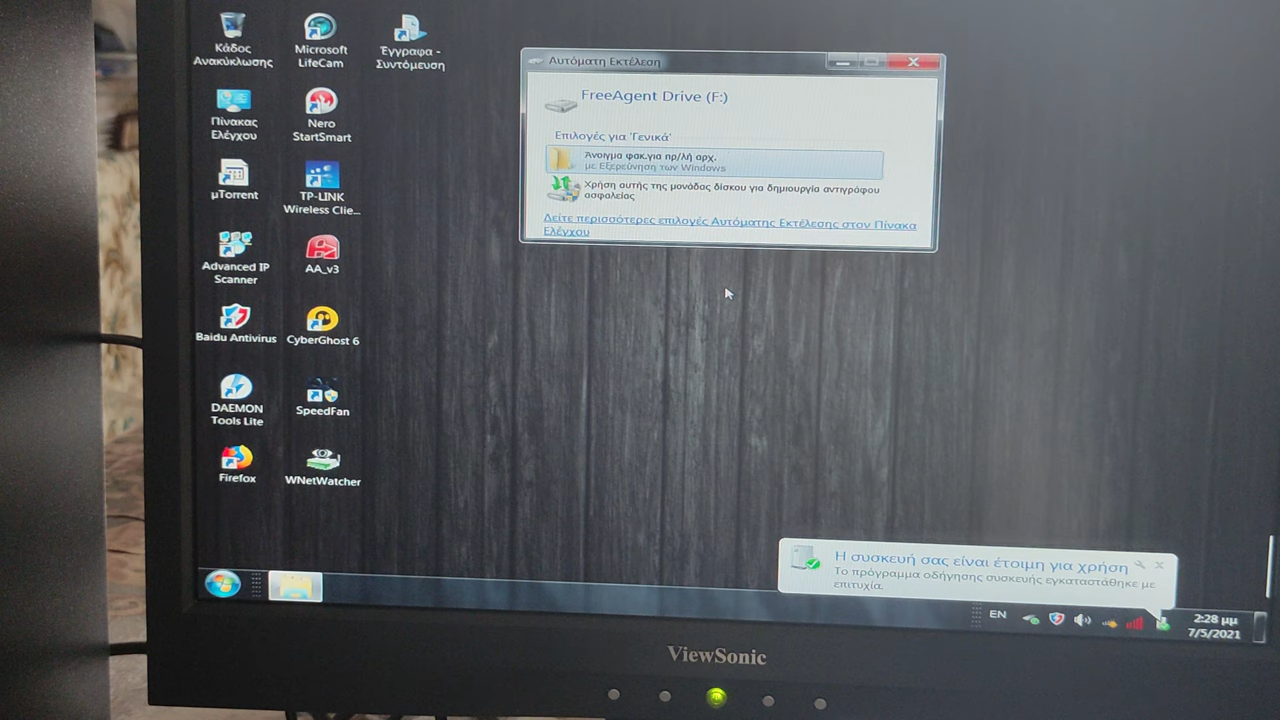 Κάδος
Ανακύκλωσης
Microsoft
LifeCam
Έγγραφα -
Συντόμευση
Πίνακας
Ελέγχου
Nero
StartSmart
μTorrent
TP-LINK
Wireless Clie...
Advanced IP
Scanner
AA_v3
Baidu Antivirus
CyberGhost 6
DAEMON
Tools Lite
SpeedFan
Firefox
WNetWatcher
Αυτόματη Εκτέλεση
FreeAgent Drive (F:)
Επιλογές για 'Γενικά'
Άνοιγμα φακ.για πρ/λή αρχ.
με Εξερεύνηση των Windows
Χρήση αυτής της μονάδας δίσκου για δημιουργία αντιγράφου
ασφαλείας
Δείτε περισσότερες επιλογές Αυτόματης Εκτέλεσης στον Πίνακα
Ελέγχου
Η συσκευή σας είναι έτοιμη για χρήση
Το πρόγραμμα οδήγησης συσκευής εγκαταστάθηκε με
επιτυχία.
EN
2:28 μμ
7/5/2021
ViewSonic